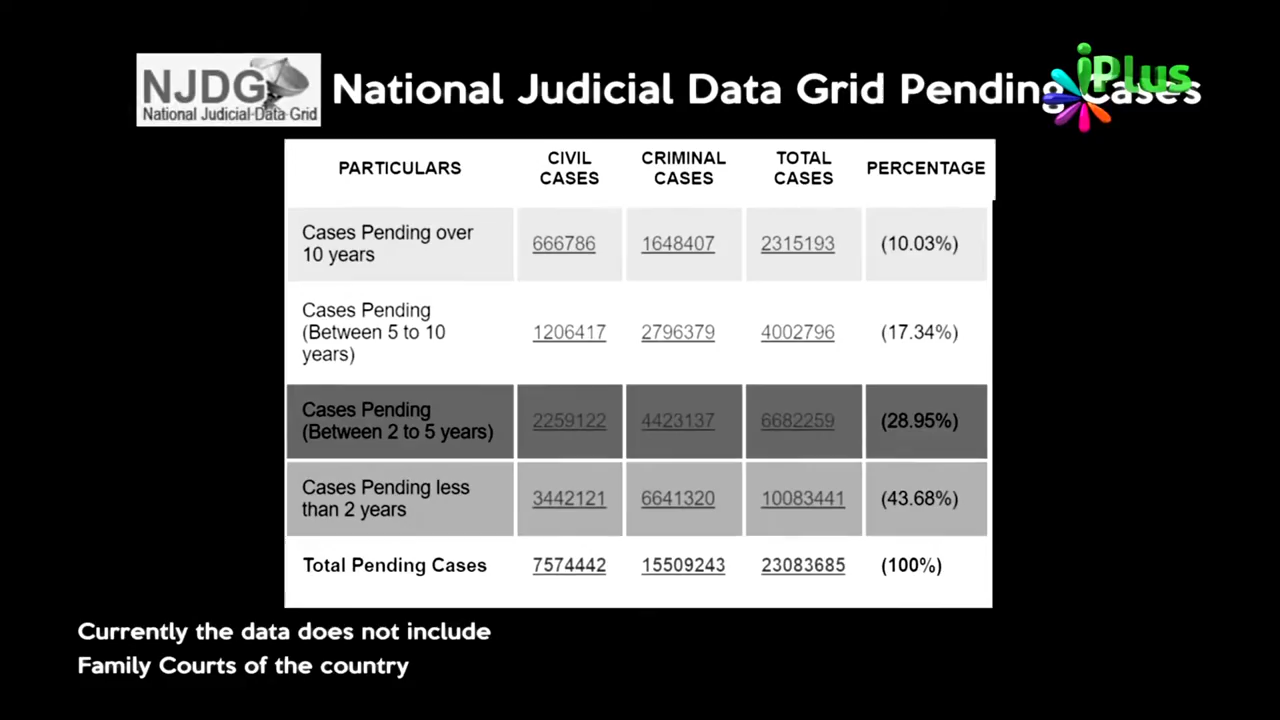 NJDG
National Judicial Data Grid
National Judicial Data Grid Pending Cases
iPlus
PARTICULARS CIVIL CASES CRIMINAL CASES TOTAL CASES PERCENTAGE
Cases Pending over 10 years 666786 1648407 2315193 (10.03%)
Cases Pending (Between 5 to 10 years) 1206417 2796379 4002796 (17.34%)
Cases Pending (Between 2 to 5 years) 2259122 4423137 6682259 (28.95%)
Cases Pending less than 2 years 3442121 6641320 10083441 (43.68%)
Total Pending Cases 7574442 15509243 23083685 (100%)
Currently the data does not include
Family Courts of the country